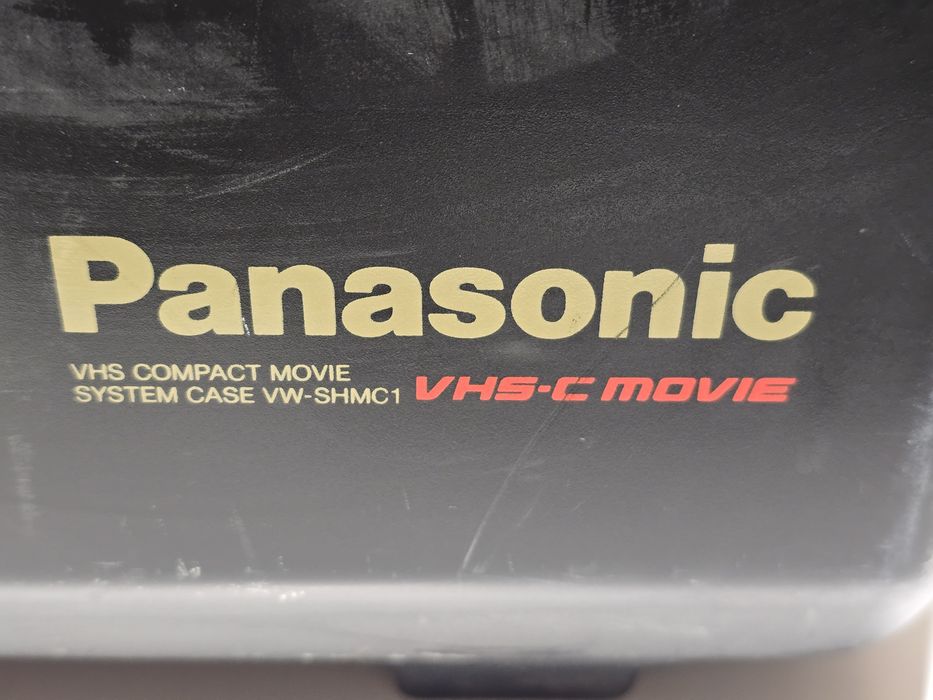 Panasonic
VHS COMPACT MOVIE
SYSTEM CASE VW-SHMC1 VHS-C MOVIE